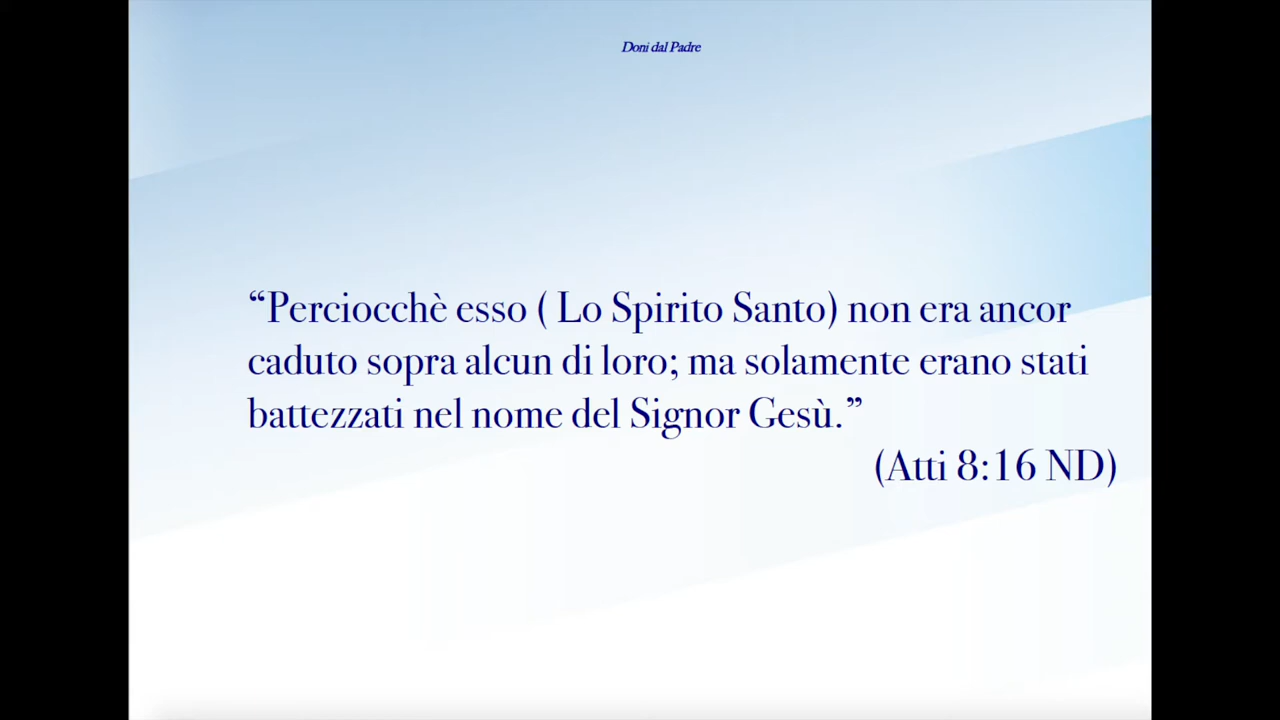 Doni dal Padre
“Perciocchè esso ( Lo Spirito Santo) non era ancor
caduto sopra alcun di loro; ma solamente erano stati
battezzati nel nome del Signor Gesù.”
(Atti 8:16 ND)